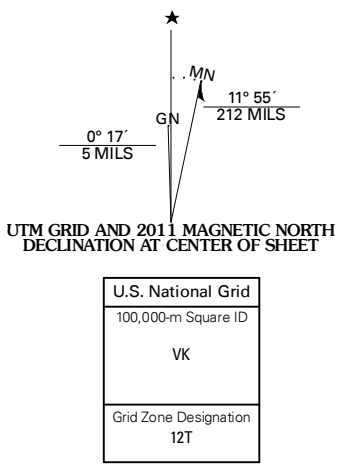 ★
MN
GN
11° 55´
212 MILS
0° 17´
5 MILS
UTM GRID AND 2011 MAGNETIC NORTH
DECLINATION AT CENTER OF SHEET
U.S. National Grid
100,000-m Square ID
VK
Grid Zone Designation
12T